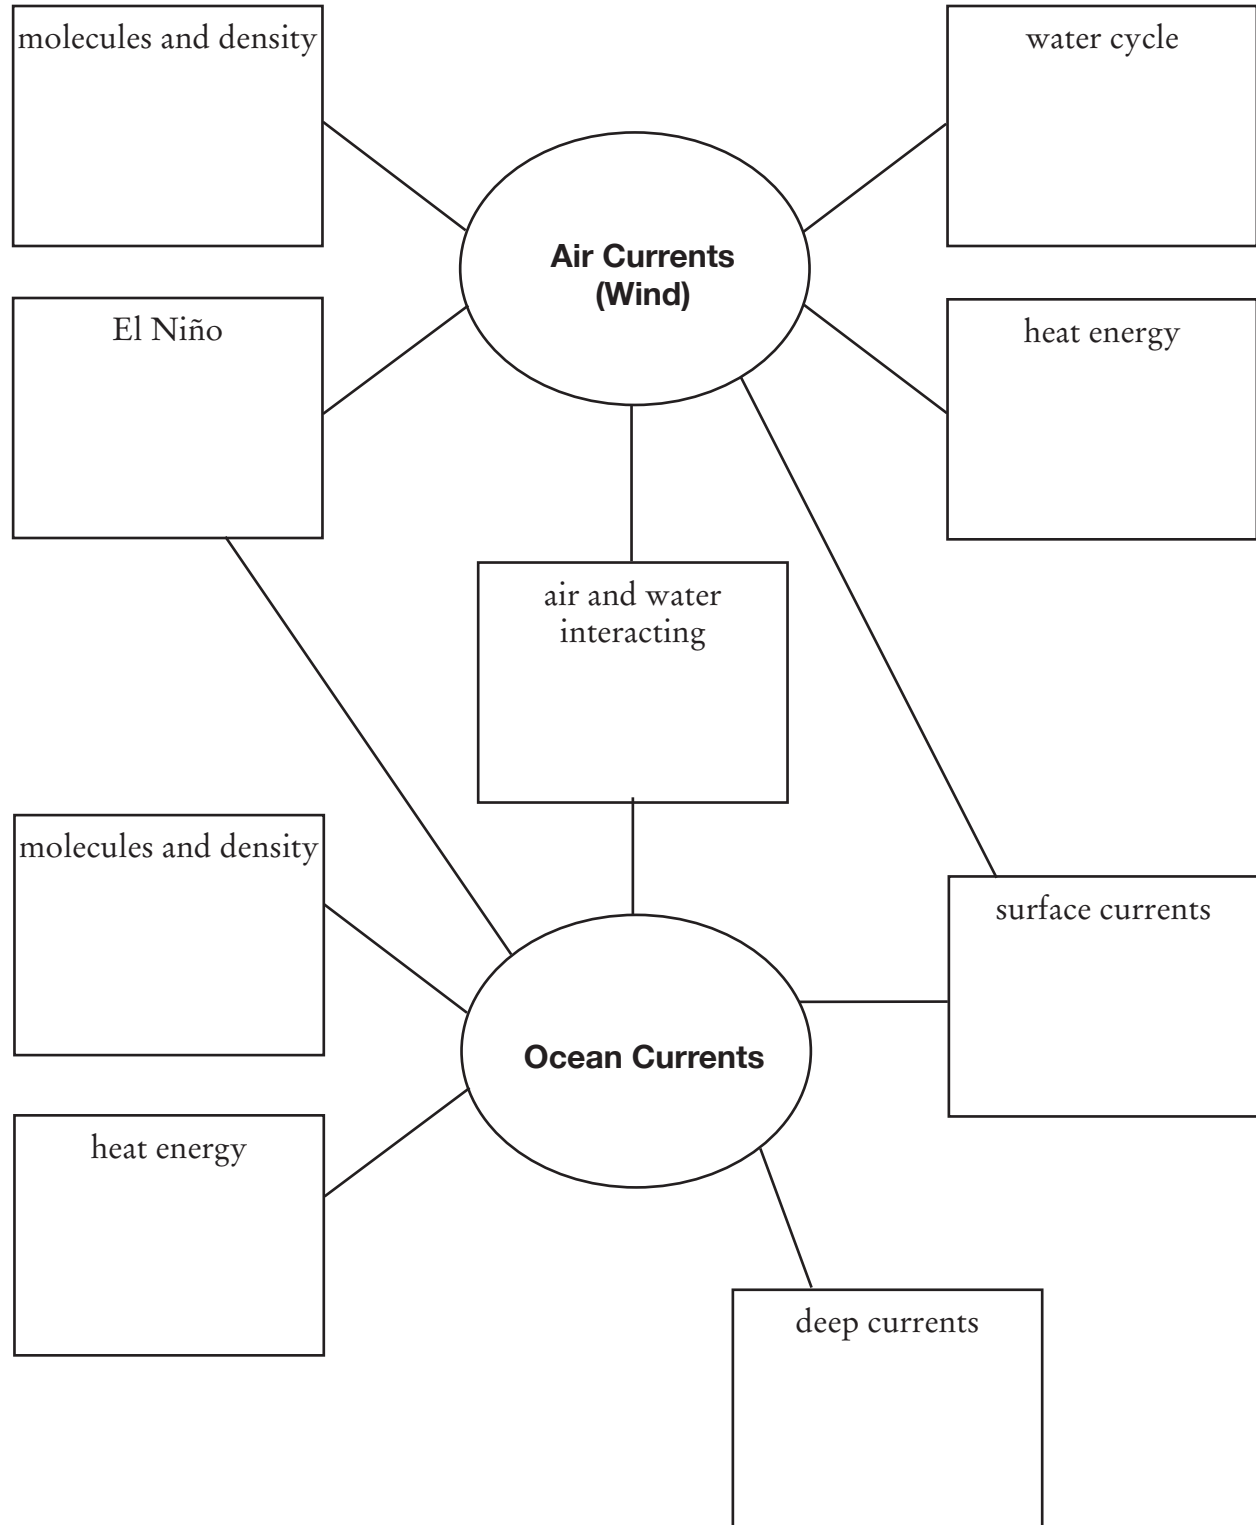 molecules and density
water cycle
Air Currents
(Wind)
El Niño
heat energy
air and water
interacting
molecules and density
surface currents
Ocean Currents
heat energy
deep currents